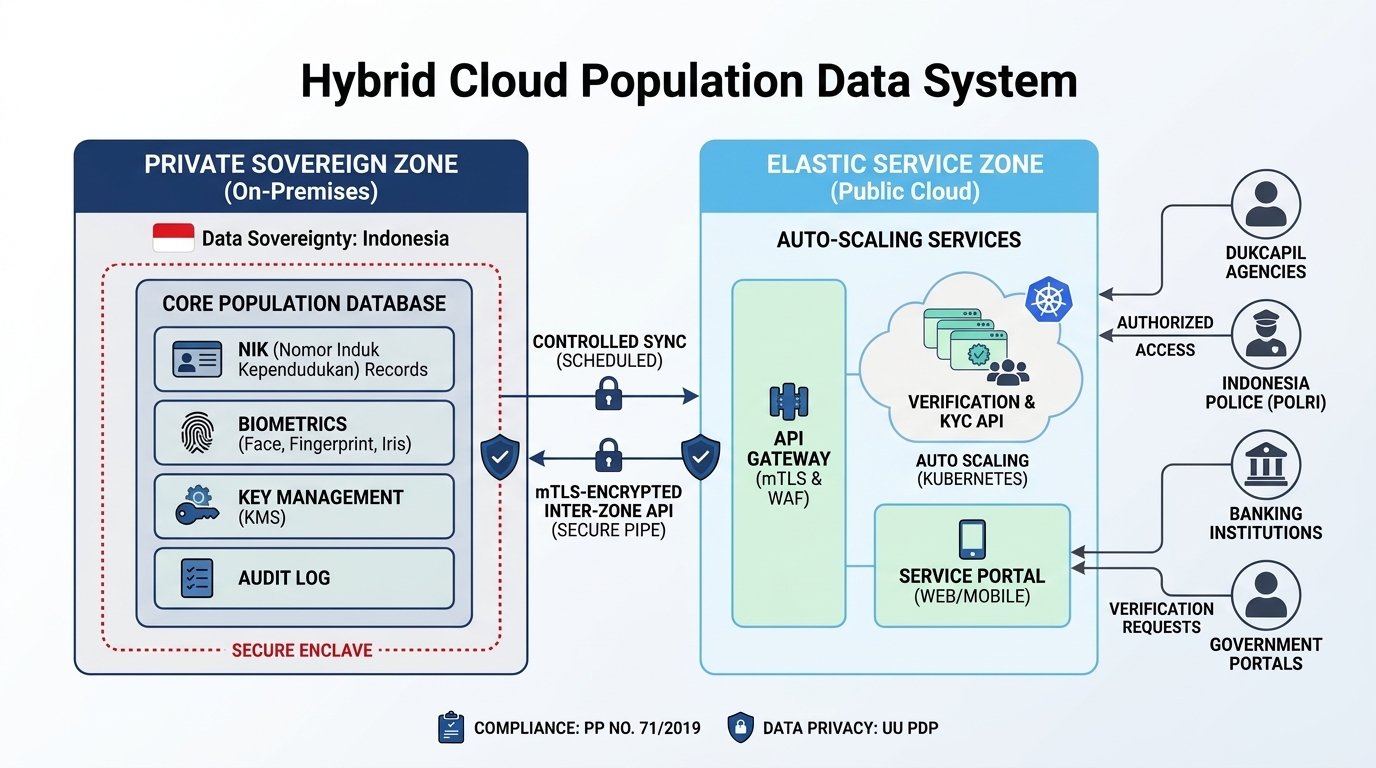 Hybrid Cloud Population Data System
PRIVATE SOVEREIGN ZONE
(On-Premises)
Data Sovereignty: Indonesia
CORE POPULATION DATABASE
NIK (Nomor Induk
Kependudukan) Records
BIOMETRICS
(Face, Fingerprint, Iris)
KEY MANAGEMENT
(KMS)
AUDIT LOG
SECURE ENCLAVE
CONTROLLED SYNC
(SCHEDULED)
mTLS-ENCRYPTED
INTER-ZONE API
(SECURE PIPE)
ELASTIC SERVICE ZONE
(Public Cloud)
AUTO-SCALING SERVICES
API
GATEWAY
(mTLS &
WAF)
VERIFICATION &
KYC API
AUTO SCALING
(KUBERNETES)
SERVICE PORTAL
(WEB/MOBILE)
DUKCAPIL
AGENCIES
AUTHORIZED
ACCESS
INDONESIA
POLICE (POLRI)
BANKING
INSTITUTIONS
VERIFICATION
REQUESTS
GOVERNMENT
PORTALS
COMPLIANCE: PP NO. 71/2019
DATA PRIVACY: UU PDP